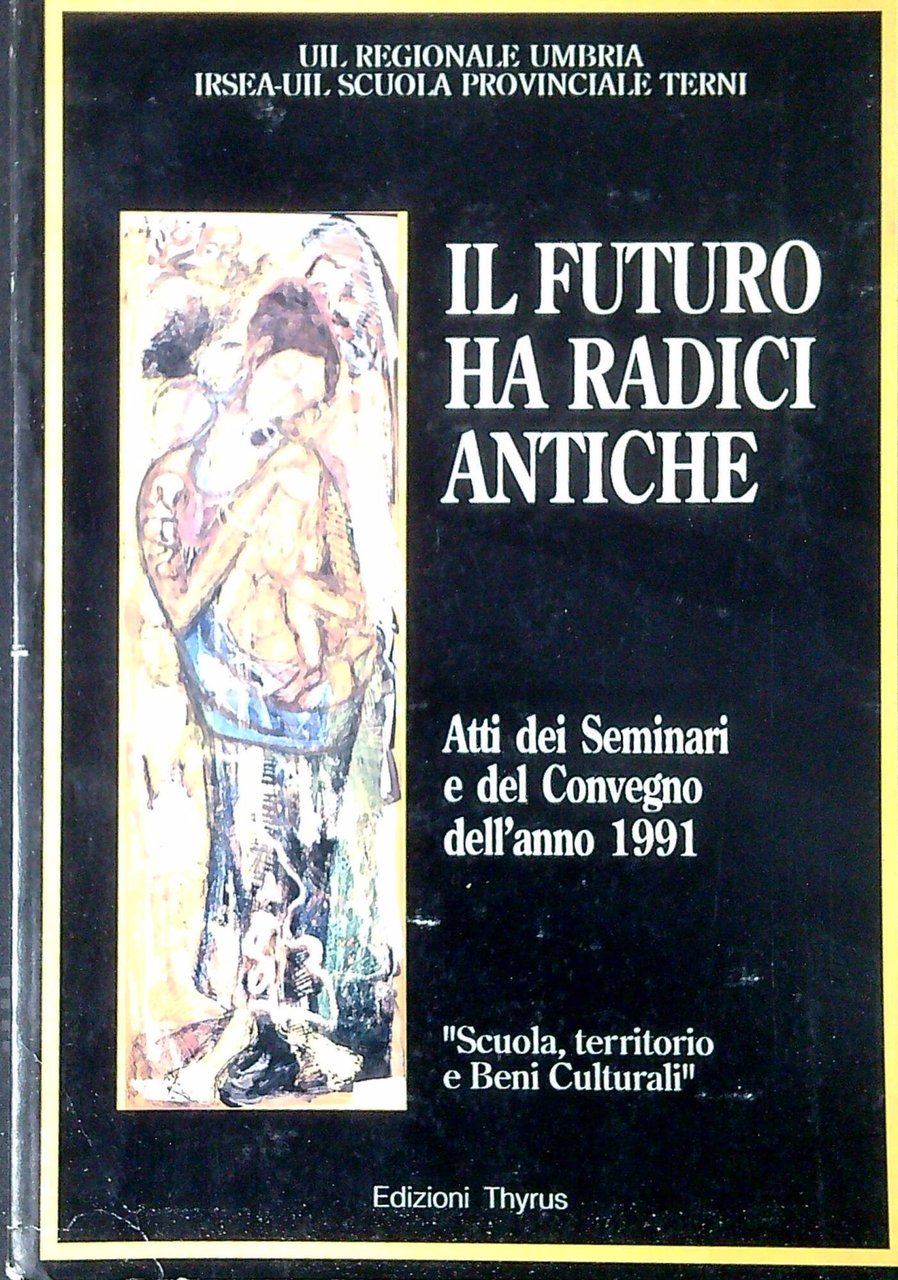 UIL REGIONALE UMBRIA
IRSEA-UIL SCUOLA PROVINCIALE TERNI
IL FUTURO
HA RADICI
ANTICHE
Atti dei Seminari
e del Convegno
dell'anno 1991
"Scuola, territorio
e Beni Culturali"
Edizioni Thyrus